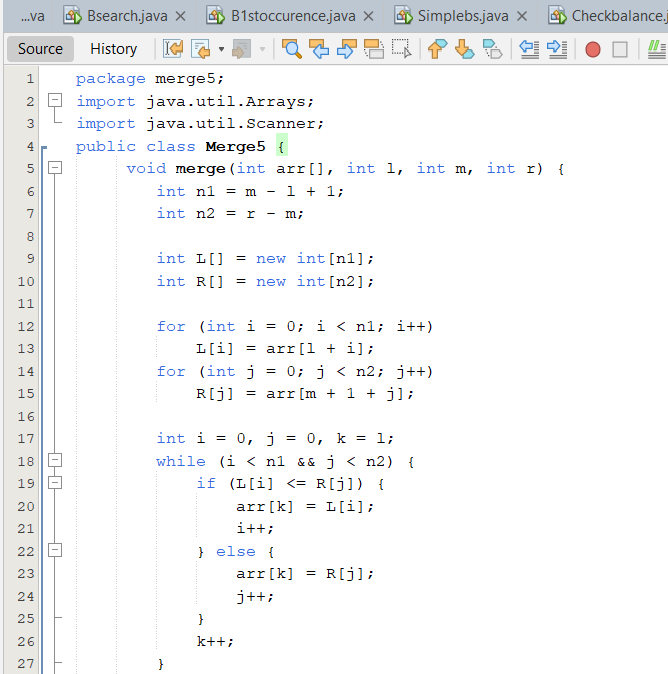 ...va Bsearch.java B1stoccurence.java Simplebs.java Checkbalance.
Source History
1 package merge5;
2 import java.util.Arrays;
3 import java.util.Scanner;
4 public class Merge5 {
5 void merge(int arr[], int l, int m, int r) {
6 int n1 = m - l + 1;
7 int n2 = r - m;
8
9 int L[] = new int[n1];
10 int R[] = new int[n2];
11
12 for (int i = 0; i < n1; i++)
13 L[i] = arr[l + i];
14 for (int j = 0; j < n2; j++)
15 R[j] = arr[m + 1 + j];
16
17 int i = 0, j = 0, k = l;
18 while (i < n1 && j < n2) {
19 if (L[i] <= R[j]) {
20 arr[k] = L[i];
21 i++;
22 } else {
23 arr[k] = R[j];
24 j++;
25 }
26 k++;
27 }